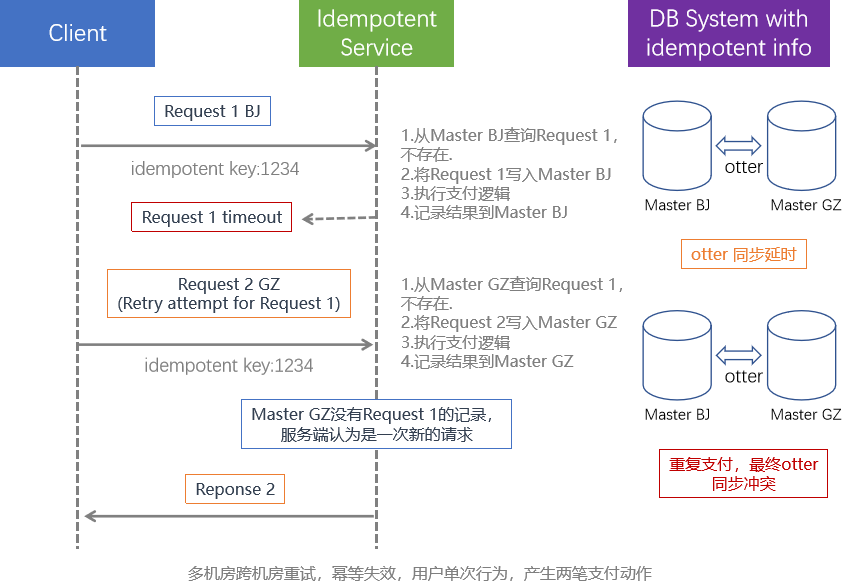 Client
Idempotent
Service
DB System with
idempotent info
Request 1 BJ
idempotent key:1234
1.从Master BJ查询Request 1，
不存在.
2.将Request 1写入Master BJ
3.执行支付逻辑
4.记录结果到Master BJ
otter
Master BJ
Master GZ
Request 1 timeout
otter 同步延时
Request 2 GZ
(Retry attempt for Request 1)
idempotent key:1234
1.从Master GZ查询Request 1，
不存在.
2.将Request 2写入Master GZ
3.执行支付逻辑
4.记录结果到Master GZ
otter
Master BJ
Master GZ
Master GZ没有Request 1的记录，
服务端认为是一次新的请求
重复支付，最终otter
同步冲突
Reponse 2
多机房跨机房重试，幂等失效，用户单次行为，产生两笔支付动作